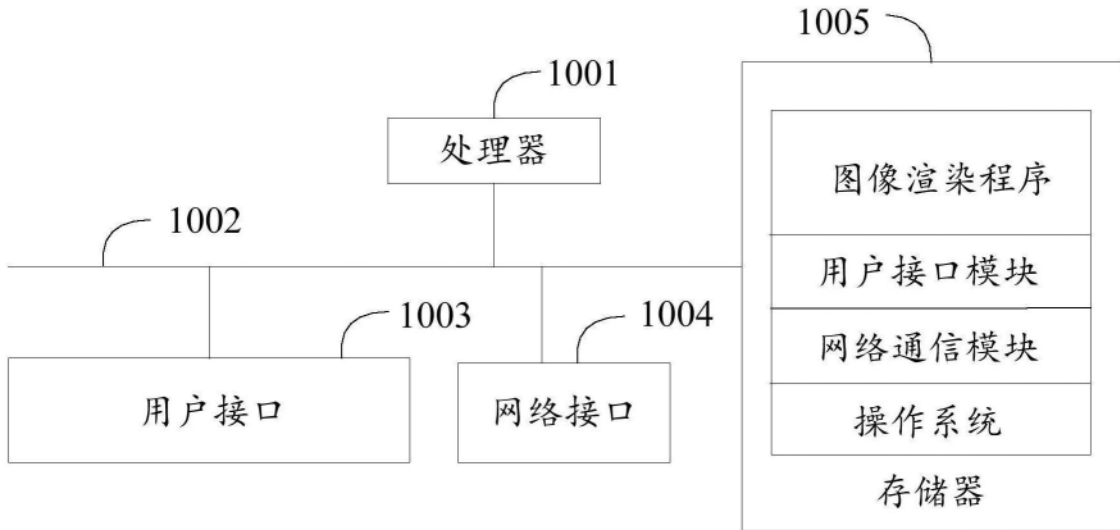 1005
1001
处理器
图像渲染程序
1002
用户接口模块
1003
1004
网络通信模块
用户接口
网络接口
操作系统
存储器